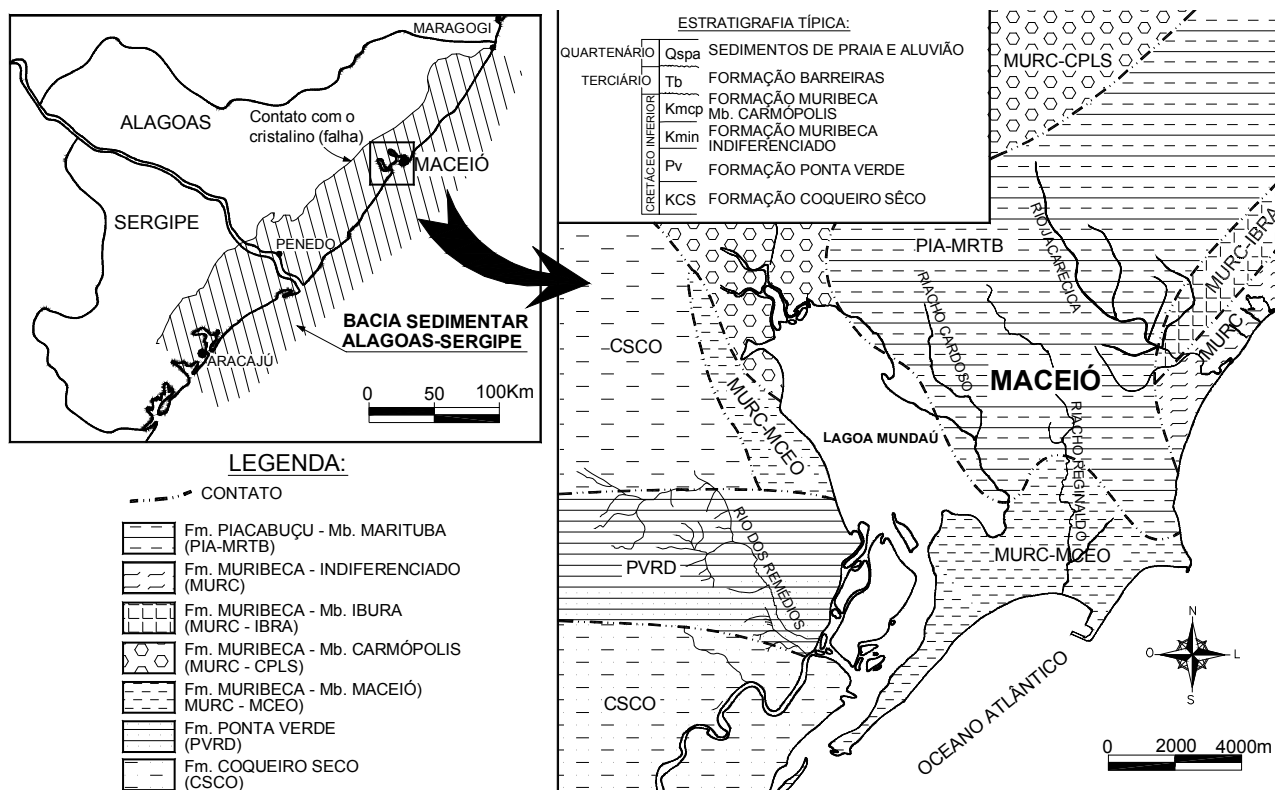 MARAGOGI
ALAGOAS
Contato com o
cristalino (falha)
MACEIÓ
SERGIPE
PENEDO
BACIA SEDIMENTAR
ALAGOAS-SERGIPE
ARACAJÚ
0 50 100Km
LEGENDA:
CONTATO
Fm. PIACABUÇU - Mb. MARITUBA
(PIA-MRTB)
Fm. MURIBECA - INDIFERENCIADO
(MURC)
Fm. MURIBECA - Mb. IBURA
(MURC - IBRA)
Fm. MURIBECA - Mb. CARMÓPOLIS
(MURC - CPLS)
Fm. MURIBECA - Mb. MACEIÓ)
MURC - MCEO)
Fm. PONTA VERDE
(PVRD)
Fm. COQUEIRO SECO
(CSCO)
ESTRATIGRAFIA TÍPICA:
QUARTENÁRIO Qspa SEDIMENTOS DE PRAIA E ALUVIÃO
TERCIÁRIO Tb FORMAÇÃO BARREIRAS
CRETÁCEO INFERIOR
Kmcp FORMAÇÃO MURIBECA
Mb. CARMÓPOLIS
Kmin FORMAÇÃO MURIBECA
INDIFERENCIADO
Pv FORMAÇÃO PONTA VERDE
KCS FORMAÇÃO COQUEIRO SÊCO
MURC-CPLS
PIA-MRTB
RIO JACARECICA
MURC-IBRA
MURC
CSCO
RIACHO CARDOSO
MACEIÓ
MURC-MCEO
LAGOA MUNDAÚ
RIACHO REGINALDO
RIO DOS REMÉDIOS
PVRD
MURC-MCEO
CSCO
OCEANO ATLÂNTICO
N
O L
S
0 2000 4000m